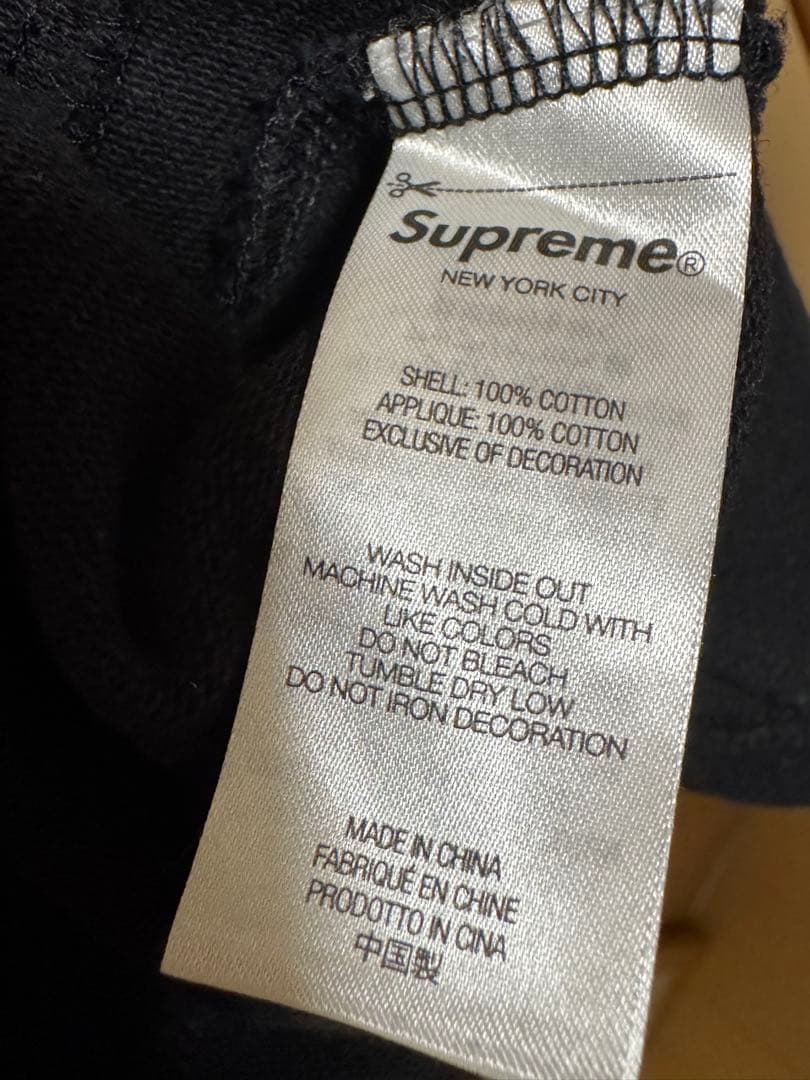 Supreme®
NEW YORK CITY
SHELL: 100% COTTON
APPLIQUE: 100% COTTON
EXCLUSIVE OF DECORATION
WASH INSIDE OUT
MACHINE WASH COLD WITH
LIKE COLORS
DO NOT BLEACH
TUMBLE DRY LOW
DO NOT IRON DECORATION
MADE IN CHINA
FABRIQUÉ EN CHINE
PRODOTTO IN CINA
中国製